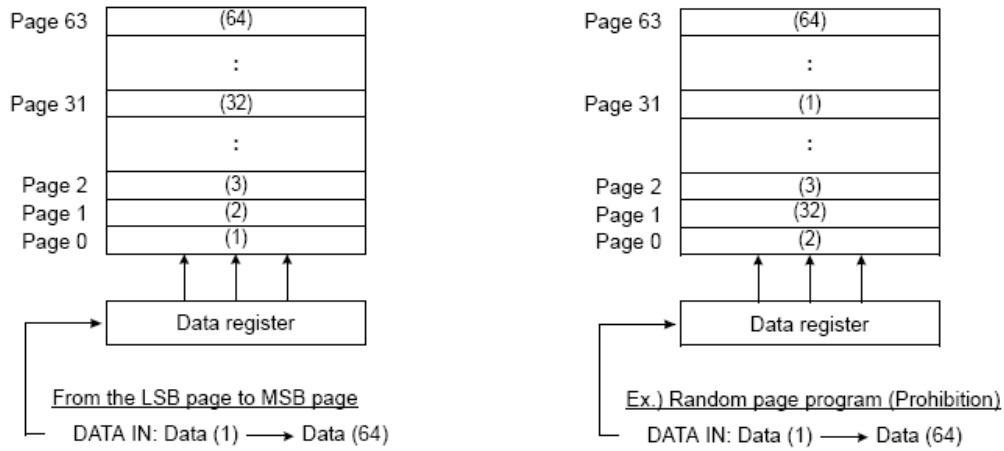 Page 63 (64)
:
Page 31 (32)
:
Page 2 (3)
Page 1 (2)
Page 0 (1)
Data register
From the LSB page to MSB page
DATA IN: Data (1) → Data (64)
Page 63 (64)
:
Page 31 (1)
:
Page 2 (3)
Page 1 (32)
Page 0 (2)
Data register
Ex.) Random page program (Prohibition)
DATA IN: Data (1) → Data (64)